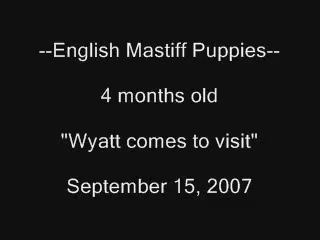 --English Mastiff Puppies--
4 months old
"Wyatt comes to visit"
September 15, 2007